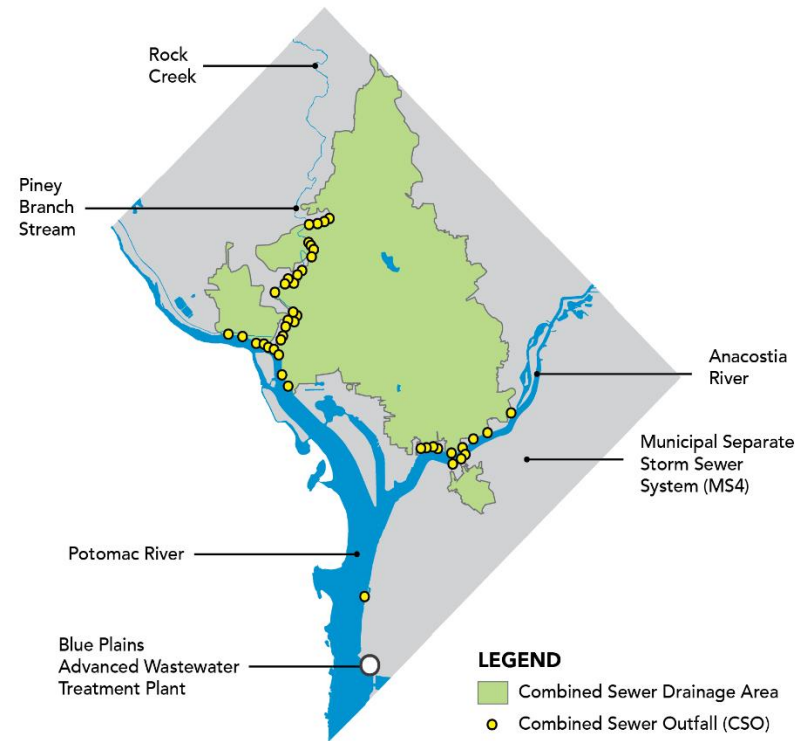 Rock
Creek
Piney
Branch
Stream
Anacostia
River
Municipal Separate
Storm Sewer
System (MS4)
Potomac River
Blue Plains
Advanced Wastewater
Treatment Plant
LEGEND
Combined Sewer Drainage Area
Combined Sewer Outfall (CSO)